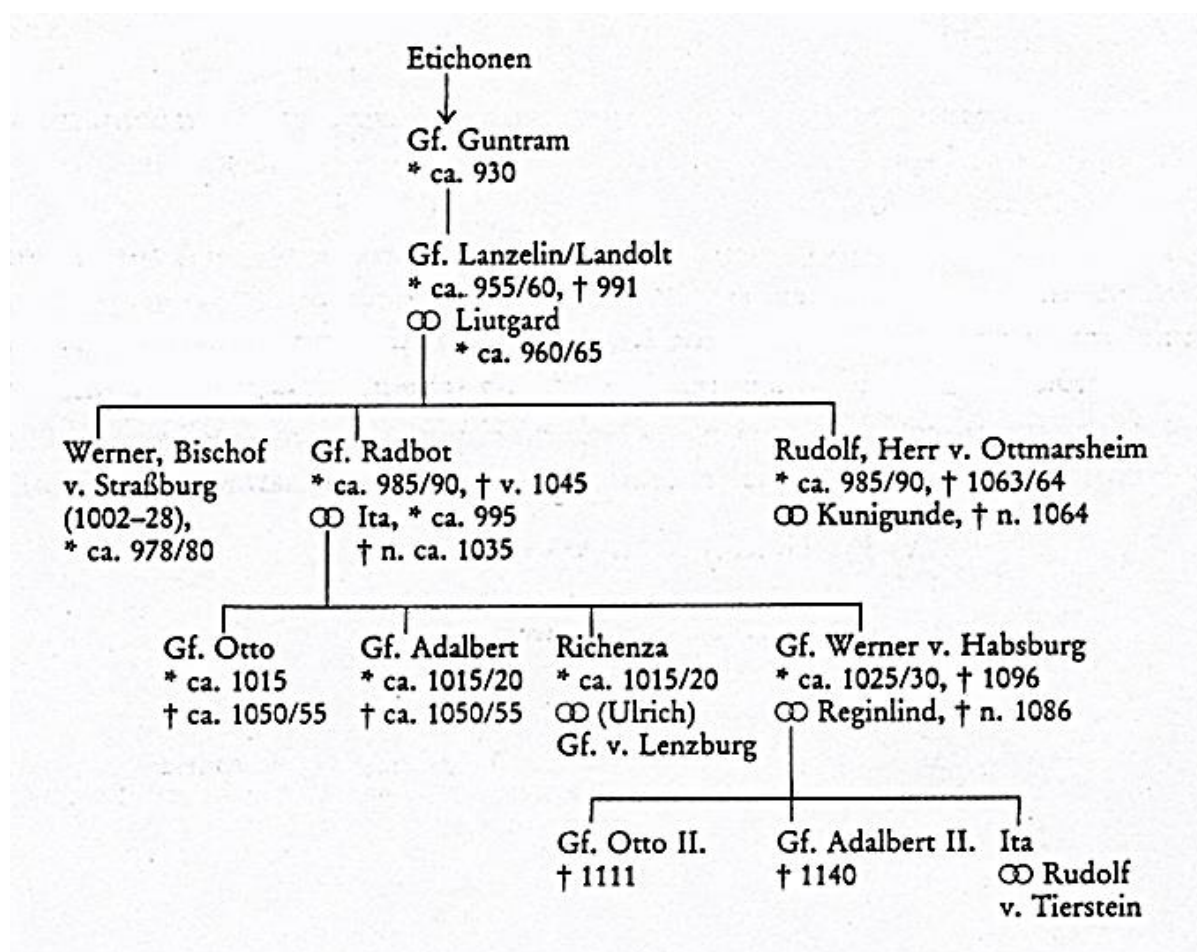 Etichonen
Gf. Guntram
* ca. 930
Gf. Lanzelin/Landolt
* ca. 955/60, † 991
⚭ Liutgard
* ca. 960/65
Werner, Bischof
v. Straßburg
(1002–28),
* ca. 978/80
Gf. Radbot
* ca. 985/90, † v. 1045
⚭ Ita, * ca. 995
† n. ca. 1035
Rudolf, Herr v. Ottmarsheim
* ca. 985/90, † 1063/64
⚭ Kunigunde, † n. 1064
Gf. Otto
* ca. 1015
† ca. 1050/55
Gf. Adalbert
* ca. 1015/20
† ca. 1050/55
Richenza
* ca. 1015/20
⚭ (Ulrich)
Gf. v. Lenzburg
Gf. Werner v. Habsburg
* ca. 1025/30, † 1096
⚭ Reginlind, † n. 1086
Gf. Otto II.
† 1111
Gf. Adalbert II.
† 1140
Ita
⚭ Rudolf
v. Tierstein